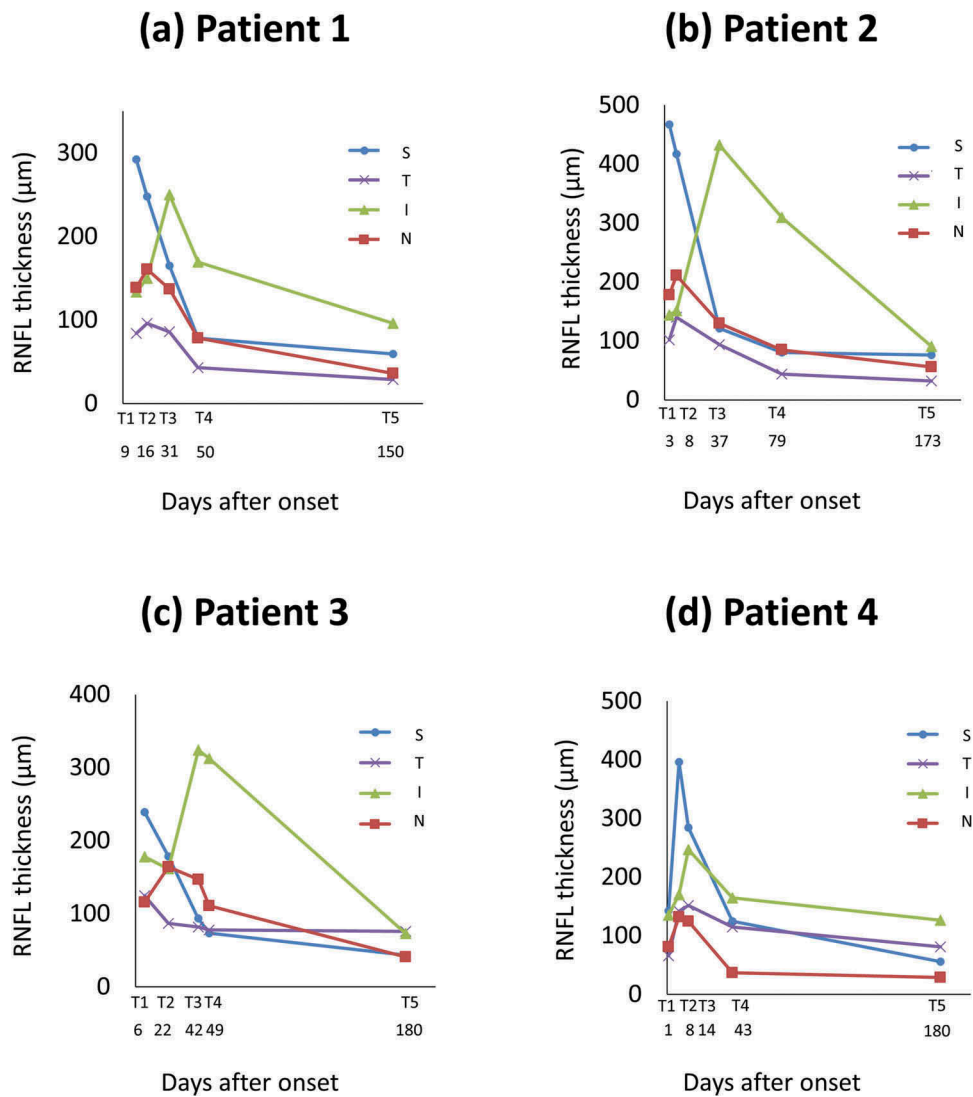 (a) Patient 1
RNFL thickness (μm)
300
200
100
0
S
T
I
N
T1 T2 T3 T4 T5
9 16 31 50 150
Days after onset
(b) Patient 2
RNFL thickness (μm)
500
400
300
200
100
0
S
T
I
N
T1 T2 T3 T4 T5
3 8 37 79 173
Days after onset
(c) Patient 3
RNFL thickness (μm)
400
300
200
100
0
S
T
I
N
T1 T2 T3 T4 T5
6 22 42 49 180
Days after onset
(d) Patient 4
RNFL thickness (μm)
500
400
300
200
100
0
S
T
I
N
T1 T2 T3 T4 T5
1 8 14 43 180
Days after onset